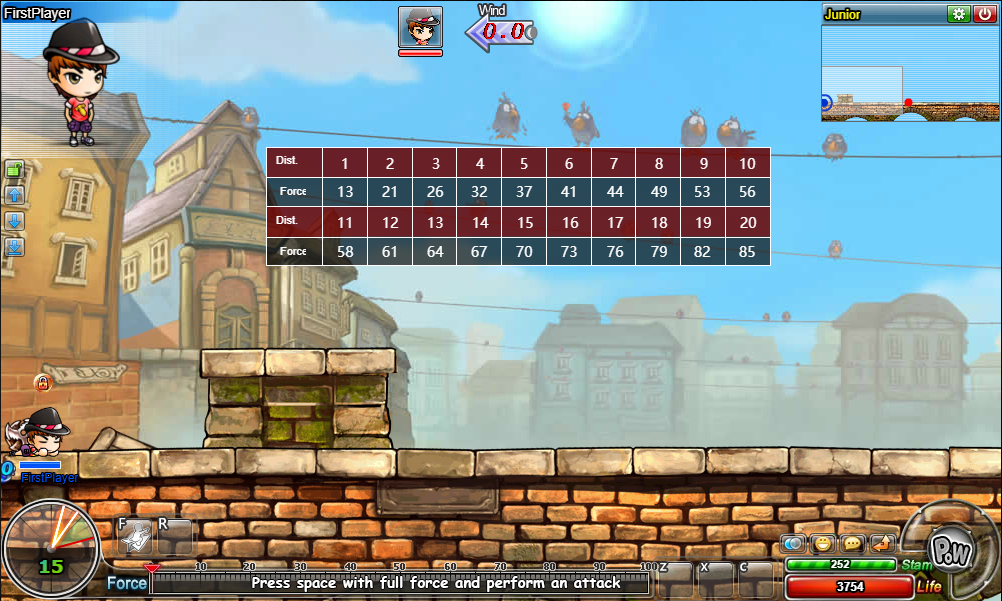 FirstPlayer
Wind
0.0
Junior
Dist. 1 2 3 4 5 6 7 8 9 10
Force 13 21 26 32 37 41 44 49 53 56
Dist. 11 12 13 14 15 16 17 18 19 20
Force 58 61 64 67 70 73 76 79 82 85
0
FirstPlayer
15
F R
10 20 30 40 50 60 70 80 90 100
Z X C
Force
Press space with full force and perform an attack
POW
252 Stam
3754 Life